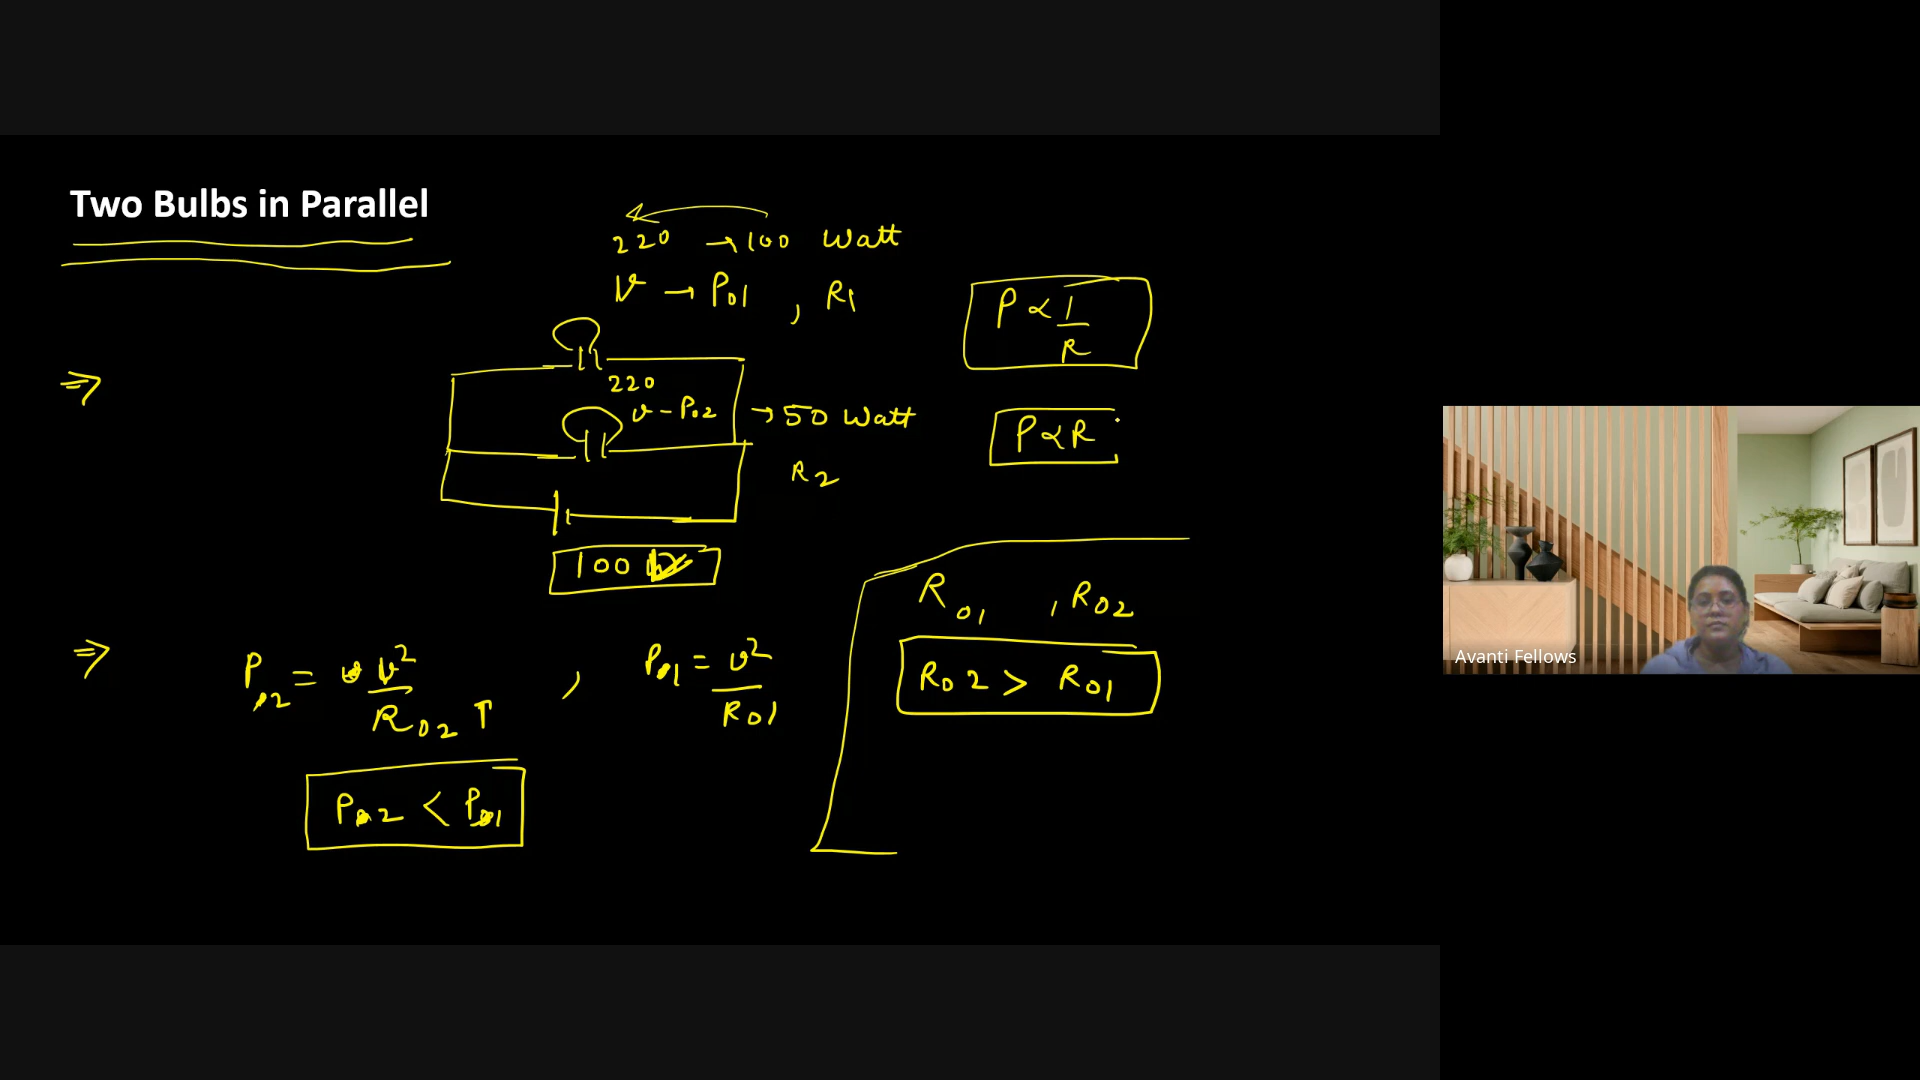 Two Bulbs in Parallel
220 → 100 Watt
V → P01 , R1
P ∝ 1/R
220
V - P02 → 50 Watt
P ∝ R
R2
100
R01 , R02
P02 = V²/R02 ↑ , P01 = V²/R01
R02 > R01
P02 < P01
Avanti Fellows